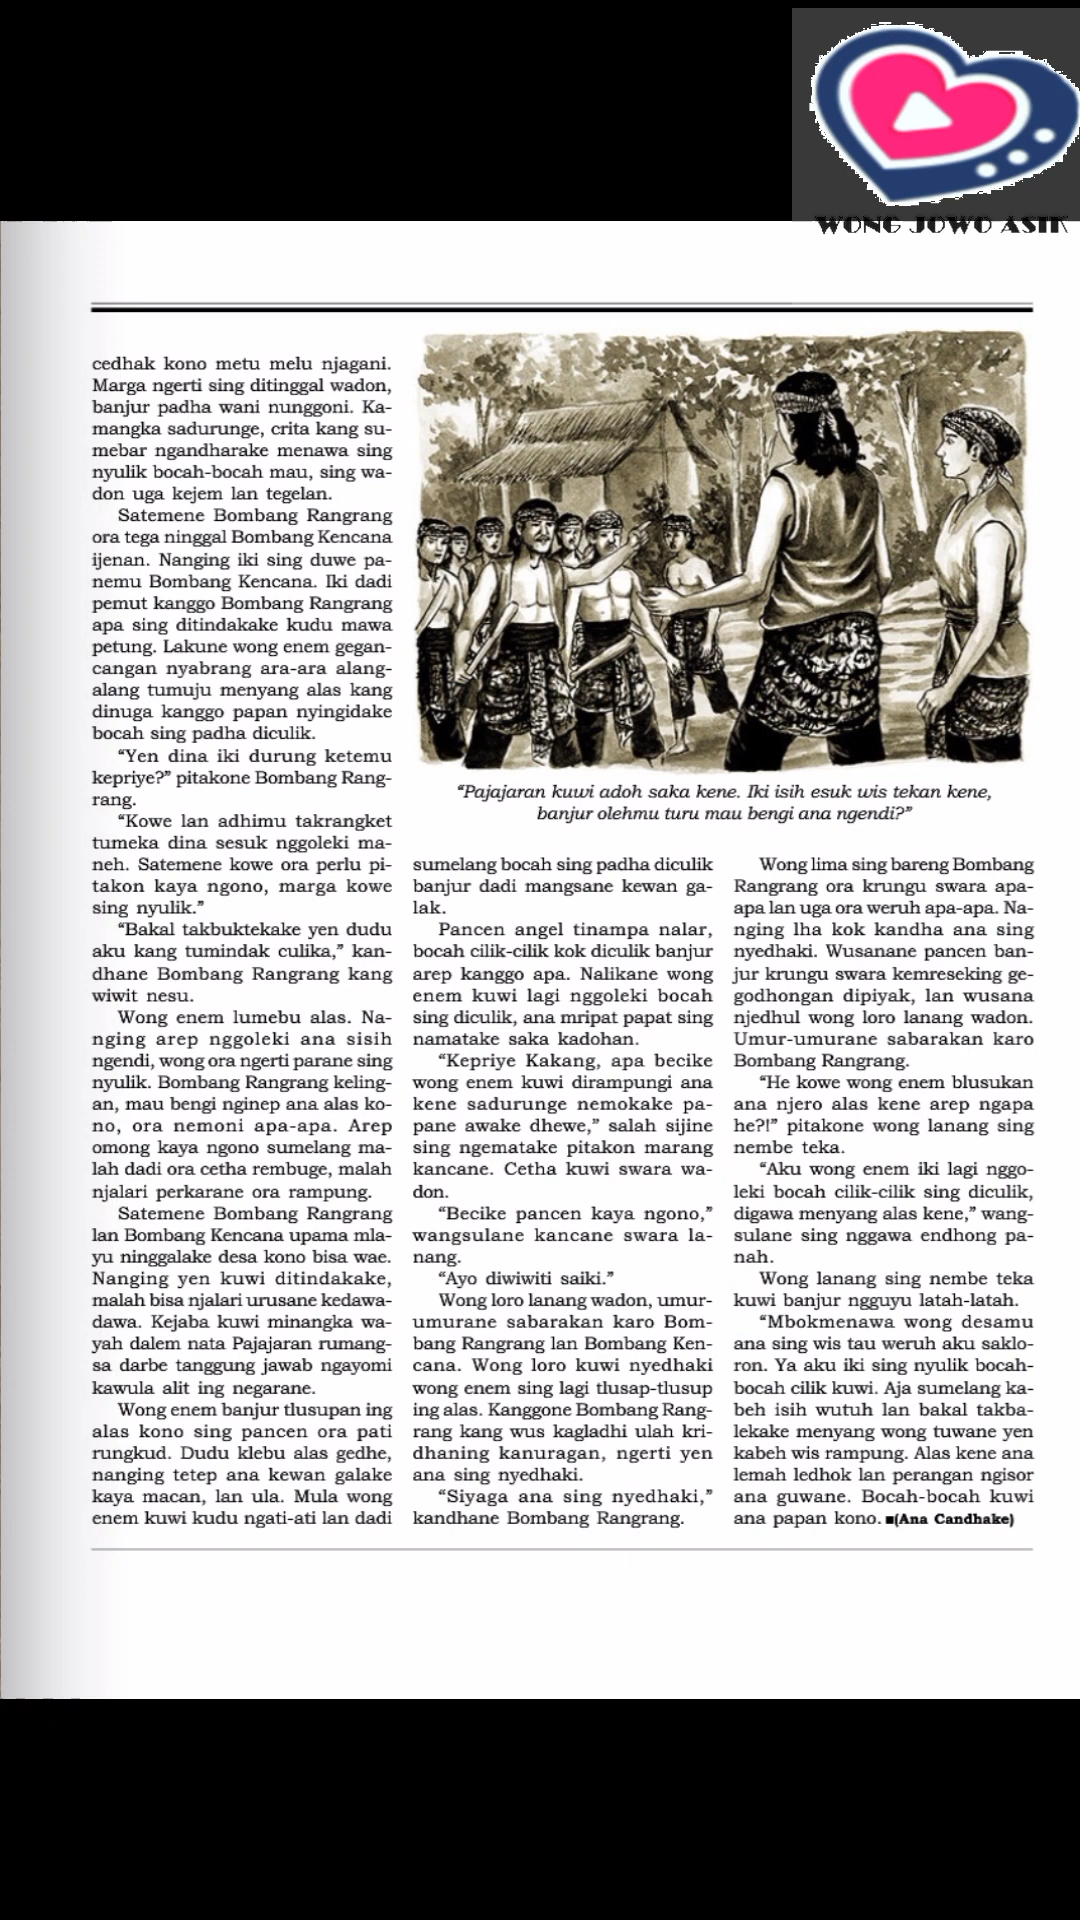 WONG JOWO ASIK
cedhak kono metu melu njagani.
Marga ngerti sing ditinggal wadon,
banjur padha wani nunggoni. Ka-
mangka sadurunge, crita kang su-
mebar ngandharake menawa sing
nyulik bocah-bocah mau, sing wa-
don uga kejem lan tegelan.
Satemene Bombang Rangrang
ora tega ninggal Bombang Kencana
ijenan. Nanging iki sing duwe pa-
nemu Bombang Kencana. Iki dadi
pemut kanggo Bombang Rangrang
apa sing ditindakake kudu mawa
petung. Lakune wong enem gegan-
cangan nyabrang ara-ara alang-
alang tumuju menyang alas kang
dinuga kanggo papan nyingidake
bocah sing padha diculik.
“Yen dina iki durung ketemu
kepriye?” pitakone Bombang Rang-
rang.
“Kowe lan adhimu takrangket
tumeka dina sesuk nggoleki ma-
neh. Satemene kowe ora perlu pi-
takon kaya ngono, marga kowe
sing nyulik.”
“Bakal takbuktekake yen dudu
aku kang tumindak culika,” kan-
dhane Bombang Rangrang kang
wiwit nesu.
Wong enem lumebu alas. Na-
nging arep nggoleki ana sisih
ngendi, wong ora ngerti parane sing
nyulik. Bombang Rangrang keling-
an, mau bengi nginep ana alas ko-
no, ora nemoni apa-apa. Arep
omong kaya ngono sumelang ma-
lah dadi ora cetha rembuge, malah
njalari perkarane ora rampung.
Satemene Bombang Rangrang
lan Bombang Kencana upama mla-
yu ninggalake desa kono bisa wae.
Nanging yen kuwi ditindakake,
malah bisa njalari urusane kedawa-
dawa. Kejaba kuwi minangka wa-
yah dalem nata Pajajaran rumang-
sa darbe tanggung jawab ngayomi
kawula alit ing negarane.
Wong enem banjur tlusupan ing
alas kono sing pancen ora pati
rungkud. Dudu klebu alas gedhe,
nanging tetep ana kewan galake
kaya macan, lan ula. Mula wong
enem kuwi kudu ngati-ati lan dadi
“Pajajaran kuwi adoh saka kene. Iki isih esuk wis tekan kene,
banjur olehmu turu mau bengi ana ngendi?”
sumelang bocah sing padha diculik
banjur dadi mangsane kewan ga-
lak.
Pancen angel tinampa nalar,
bocah cilik-cilik kok diculik banjur
arep kanggo apa. Nalikane wong
enem kuwi lagi nggoleki bocah
sing diculik, ana mripat papat sing
namatake saka kadohan.
“Kepriye Kakang, apa becike
wong enem kuwi dirampungi ana
kene sadurunge nemokake pa-
pane awake dhewe,” salah sijine
sing ngematake pitakon marang
kancane. Cetha kuwi swara wa-
don.
“Becike pancen kaya ngono,”
wangsulane kancane swara la-
nang.
“Ayo diwiwiti saiki.”
Wong loro lanang wadon, umur-
umurane sabarakan karo Bom-
bang Rangrang lan Bombang Ken-
cana. Wong loro kuwi nyedhaki
wong enem sing lagi tlusap-tlusup
ing alas. Kanggone Bombang Rang-
rang kang wus kagladhi ulah kri-
dhaning kanuragan, ngerti yen
ana sing nyedhaki.
“Siyaga ana sing nyedhaki,”
kandhane Bombang Rangrang.
Wong lima sing bareng Bombang
Rangrang ora krungu swara apa-
apa lan uga ora weruh apa-apa. Na-
nging lha kok kandha ana sing
nyedhaki. Wusanane pancen ban-
jur krungu swara kemreseking ge-
godhongan dipiyak, lan wusana
njedhul wong loro lanang wadon.
Umur-umurane sabarakan karo
Bombang Rangrang.
“He kowe wong enem blusukan
ana njero alas kene arep ngapa
he?!” pitakone wong lanang sing
nembe teka.
“Aku wong enem iki lagi nggo-
leki bocah cilik-cilik sing diculik,
digawa menyang alas kene,” wang-
sulane sing nggawa endhong pa-
nah.
Wong lanang sing nembe teka
kuwi banjur ngguyu latah-latah.
“Mbokmenawa wong desamu
ana sing wis tau weruh aku saklo-
ron. Ya aku iki sing nyulik bocah-
bocah cilik kuwi. Aja sumelang ka-
beh isih wutuh lan bakal takba-
lekake menyang wong tuwane yen
kabeh wis rampung. Alas kene ana
lemah ledhok lan perangan ngisor
ana guwane. Bocah-bocah kuwi
ana papan kono. ■(Ana Candhake)